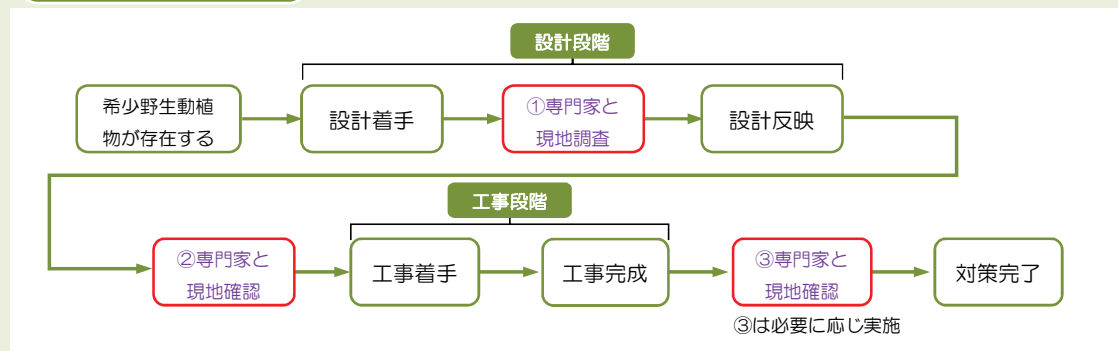 設計段階
希少野生動植
物が存在する
設計着手
①専門家と
現地調査
設計反映
工事段階
②専門家と
現地確認
工事着手
工事完成
③専門家と
現地確認
対策完了
③は必要に応じ実施